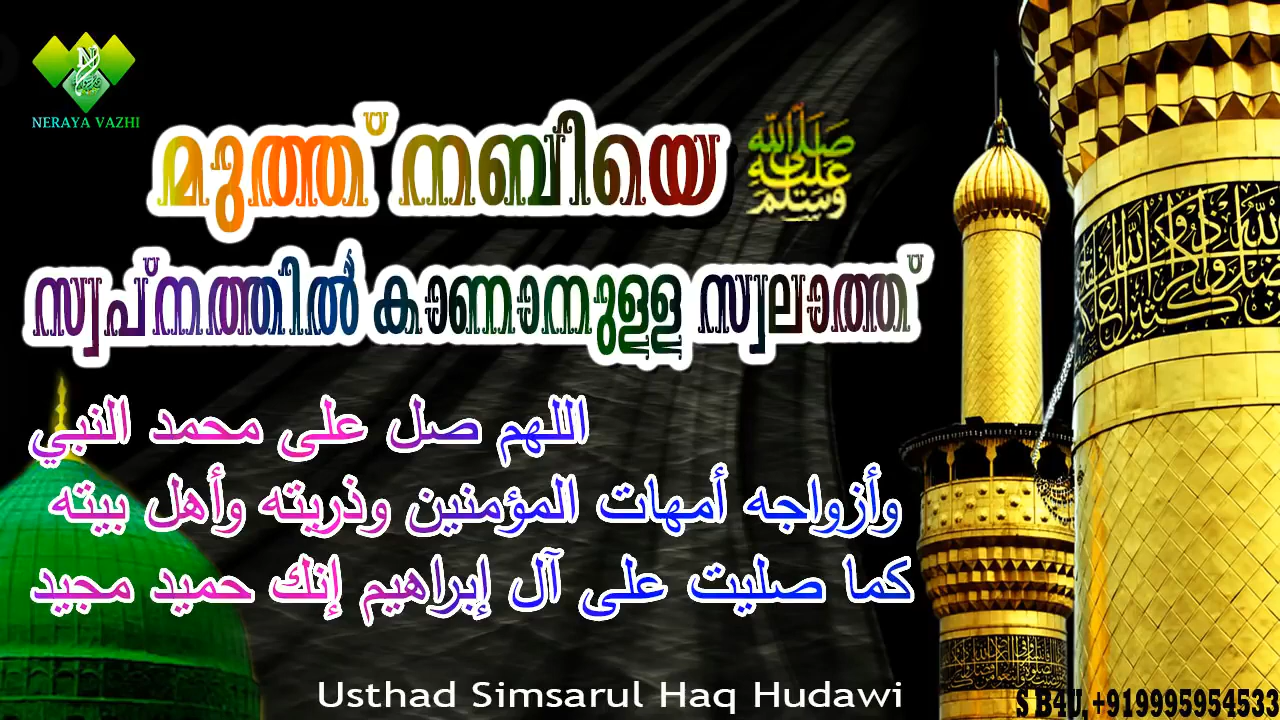 NERAYA VAZHI
മുത്ത് നബിയെ ﷺ
സ്വപ്നത്തിൽ കാണാനുള്ള സ്വലാത്ത്
اللهم صل على محمد النبي
وأزواجه أمهات المؤمنين وذريته وأهل بيته
كما صليت على آل إبراهيم إنك حميد مجيد
Usthad Simsarul Haq Hudawi
S B4U, +919995954533